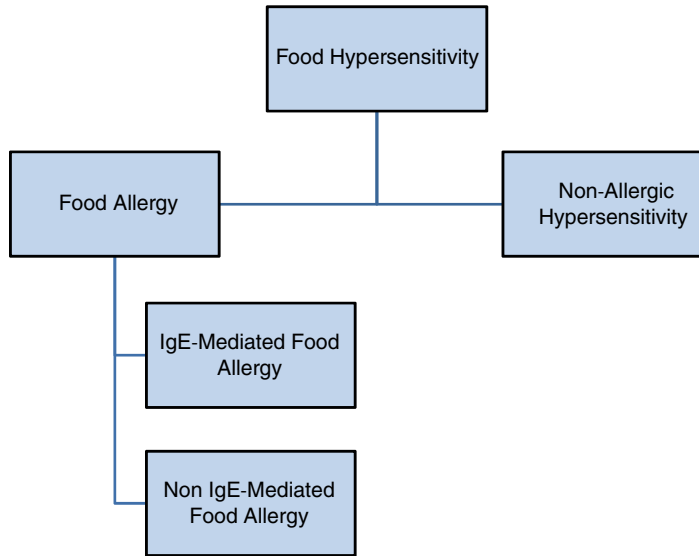 Food Hypersensitivity
Food Allergy
Non-Allergic
Hypersensitivity
IgE-Mediated Food
Allergy
Non IgE-Mediated
Food Allergy